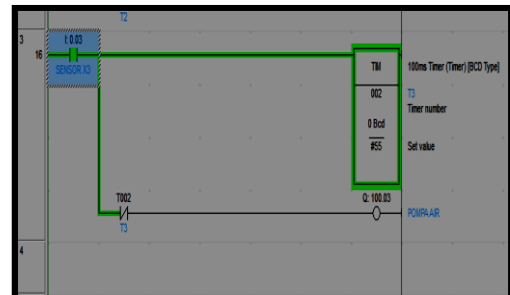 T2
3
I: 0.03
16
SENSOR X3
TIM
100ms Timer (Timer) [BCD Type]
002
T3
Timer number
0 Bcd
#55
Set value
T002
Q: 100.03
T3
POMPA AIR
4